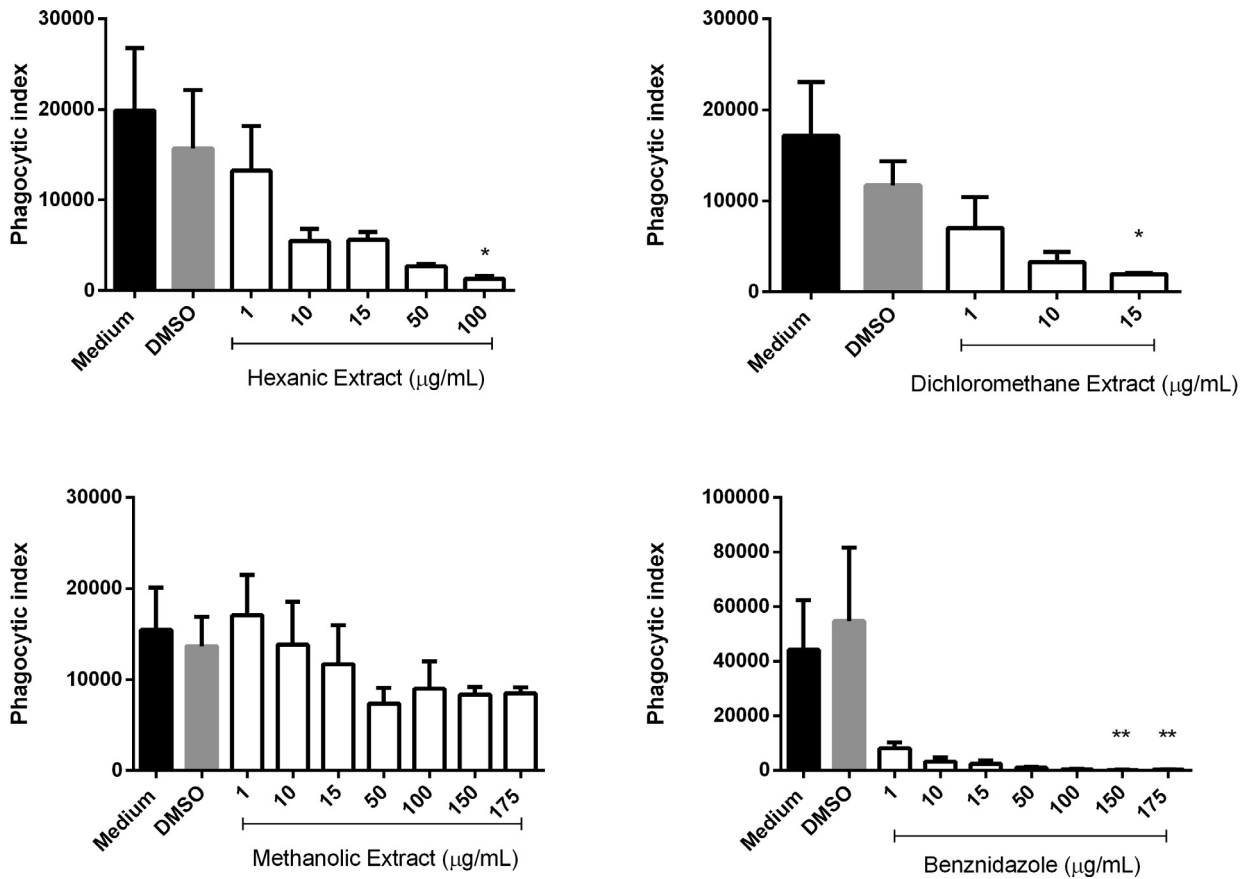 Phagocytic index
30000
20000
10000
0
Medium
DMSO
1
10
15
50
100
*
Hexanic Extract (μg/mL)
Phagocytic index
30000
20000
10000
0
Medium
DMSO
1
10
15
*
Dichloromethane Extract (μg/mL)
Phagocytic index
30000
20000
10000
0
Medium
DMSO
1
10
15
50
100
150
175
Methanolic Extract (μg/mL)
Phagocytic index
100000
80000
60000
40000
20000
0
Medium
DMSO
1
10
15
50
100
150
175
**
**
Benznidazole (μg/mL)